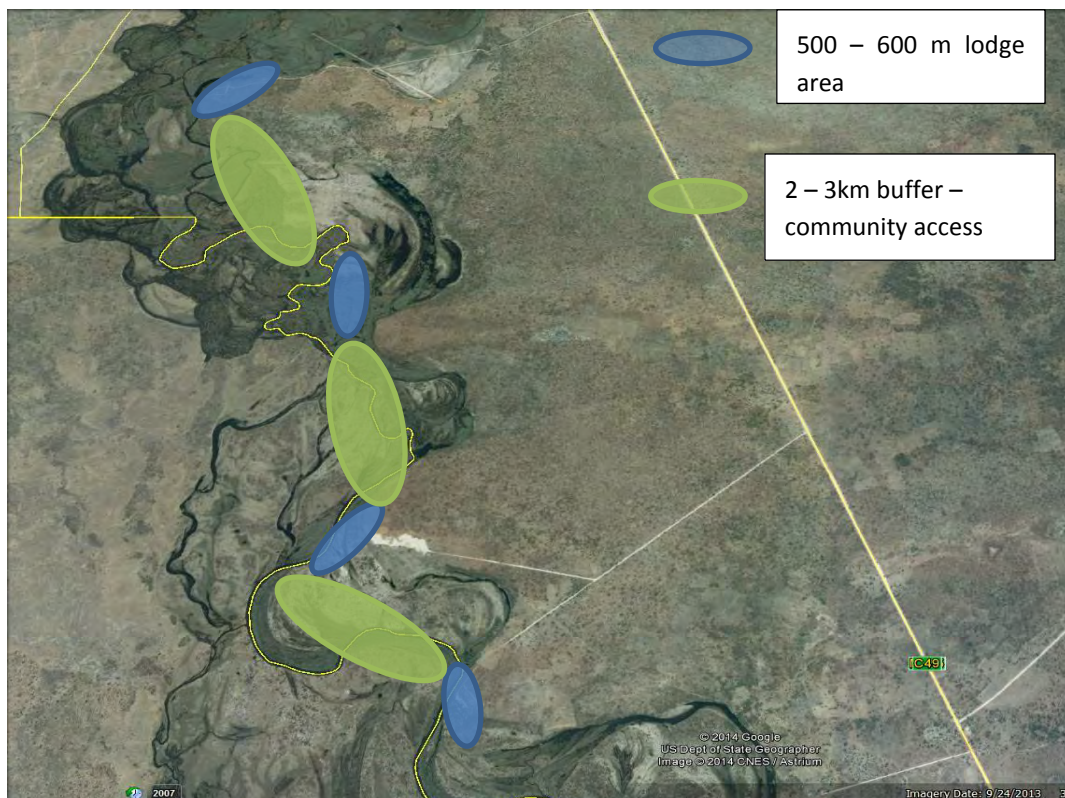 500 – 600 m lodge
area
2 – 3km buffer –
community access
C49
© 2014 Google
US Dept of State Geographer
Image © 2014 CNES / Astrium
2007
Imagery Date: 9/24/2013